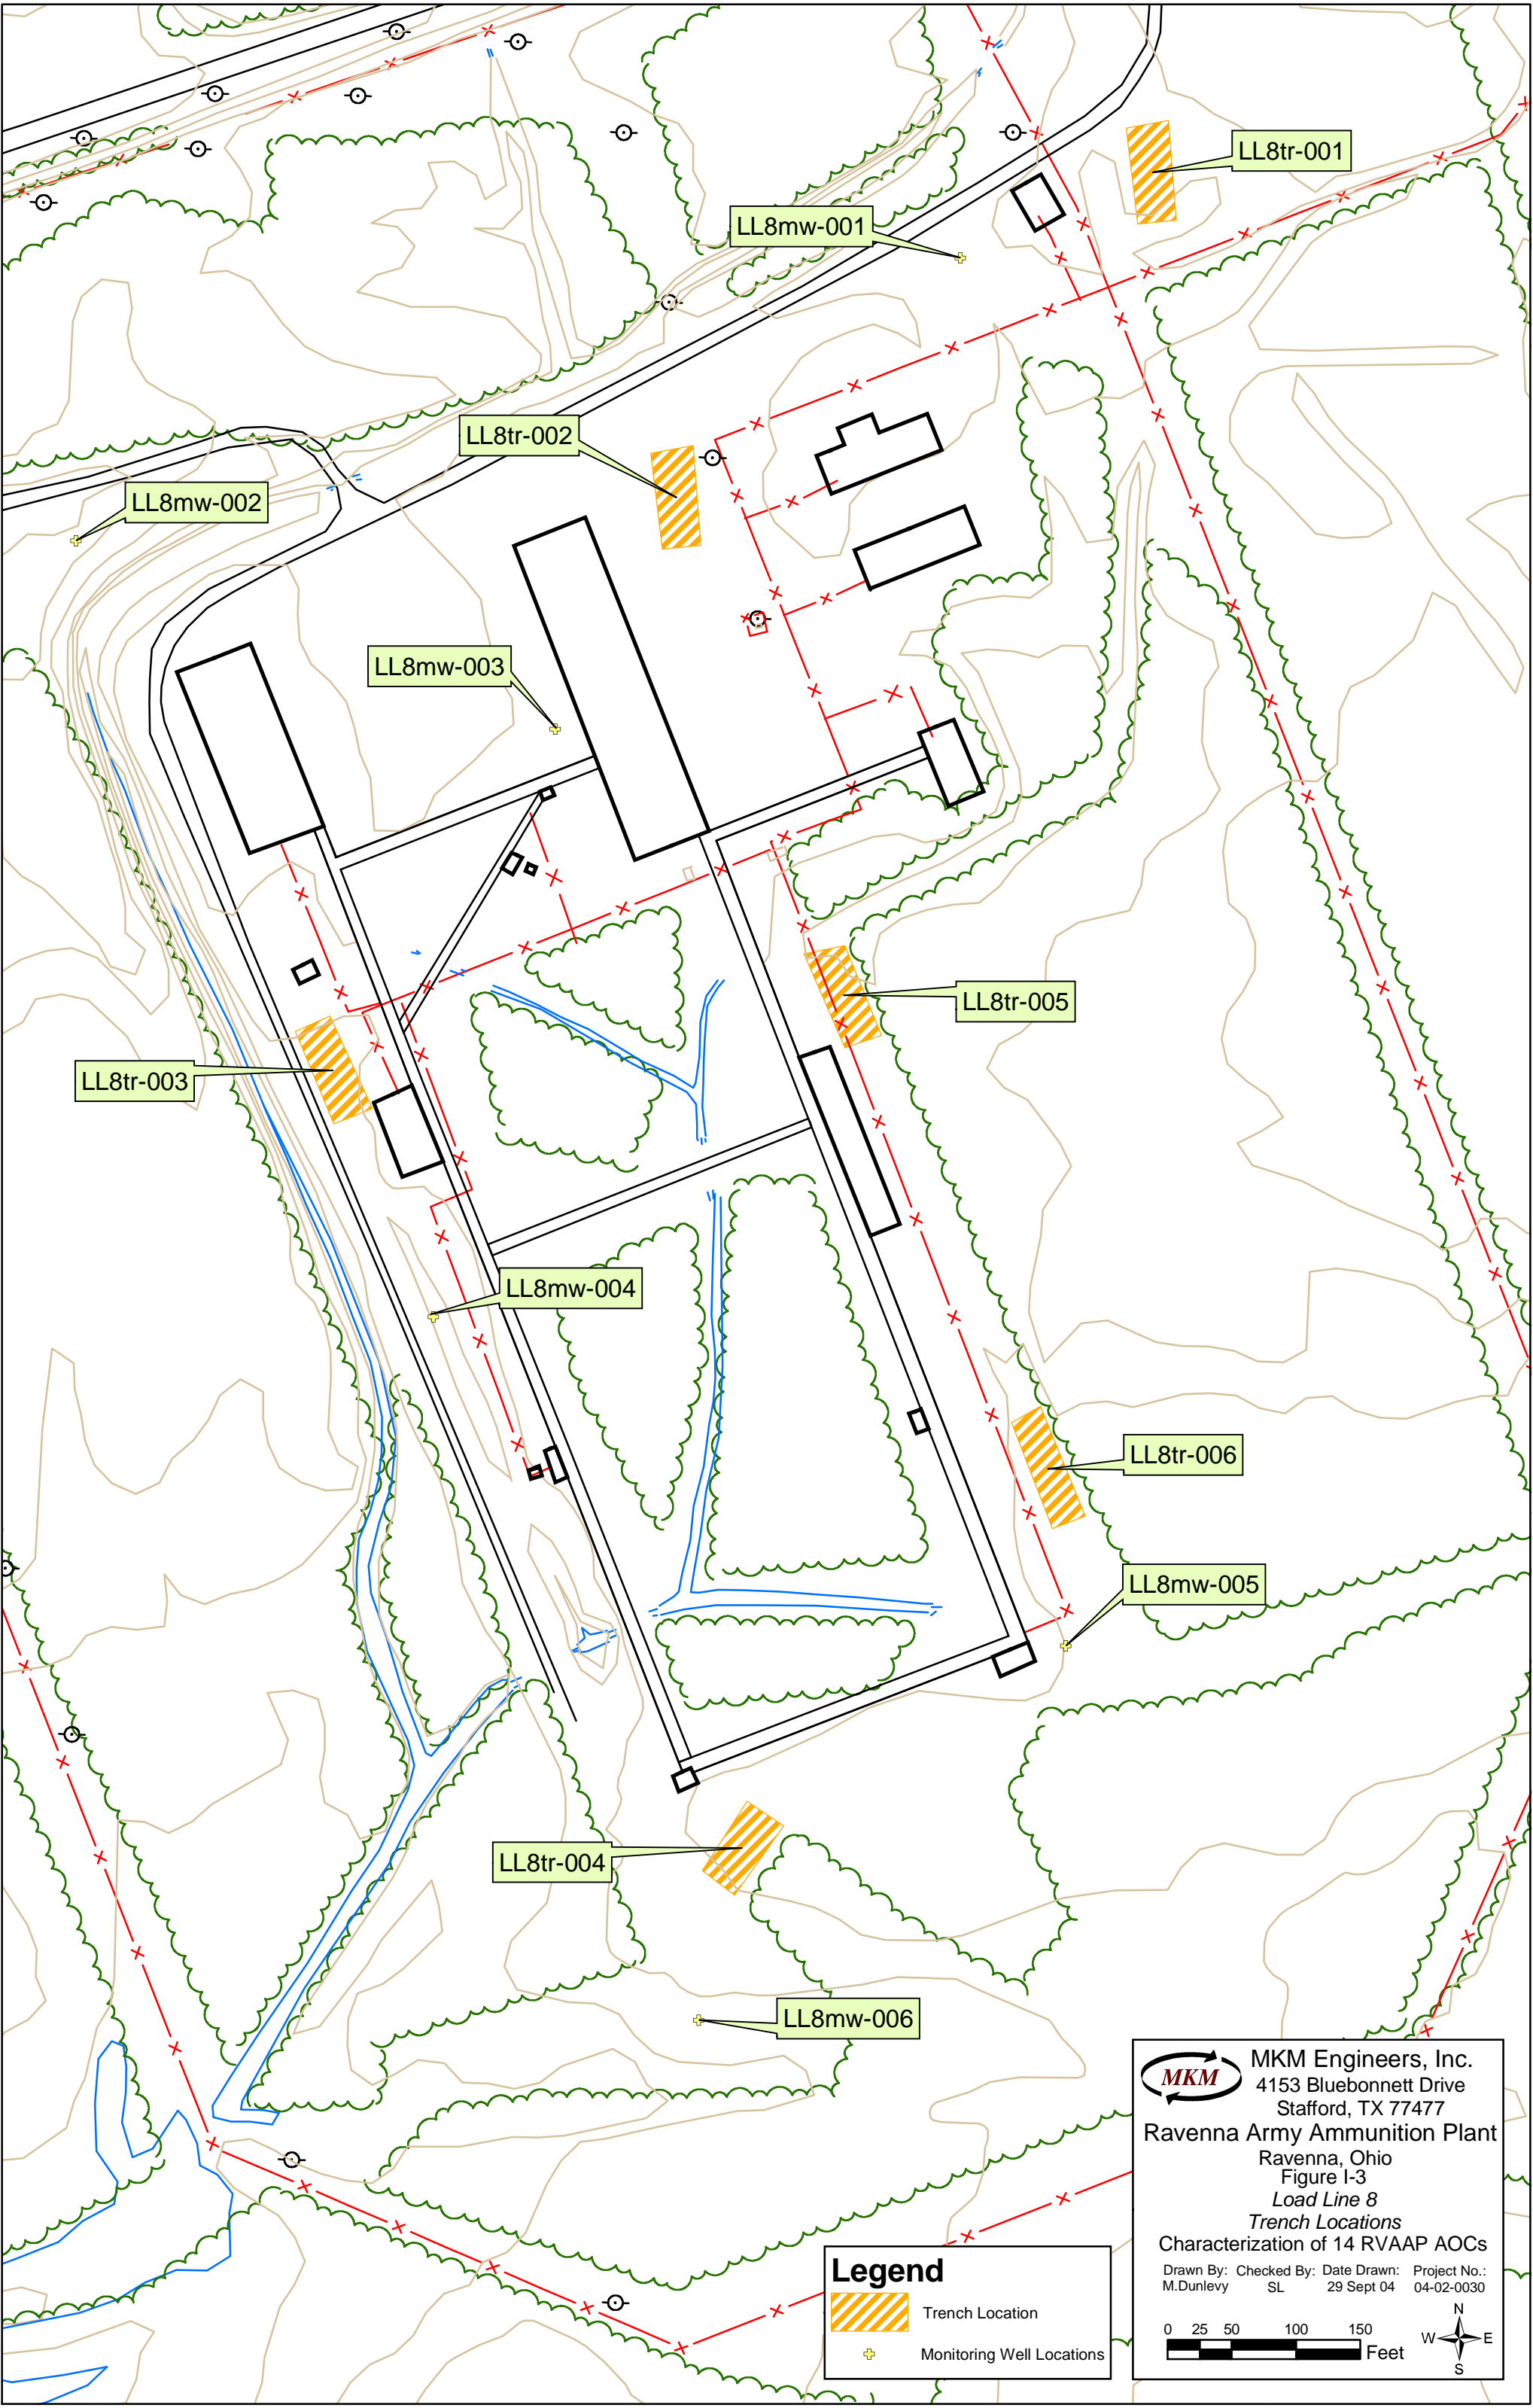 LL8tr-001
LL8mw-001
LL8tr-002
LL8mw-002
LL8mw-003
LL8tr-005
LL8tr-003
LL8mw-004
LL8tr-006
LL8mw-005
LL8tr-004
LL8mw-006
MKM
MKM Engineers, Inc.
4153 Bluebonnett Drive
Stafford, TX 77477
Ravenna Army Ammunition Plant
Ravenna, Ohio
Figure I-3
Load Line 8
Trench Locations
Characterization of 14 RVAAP AOCs
Drawn By: Checked By: Date Drawn: Project No.:
M.Dunlevy SL 29 Sept 04 04-02-0030
0 25 50 100 150
Feet
N
W E
S
Legend
Trench Location
Monitoring Well Locations